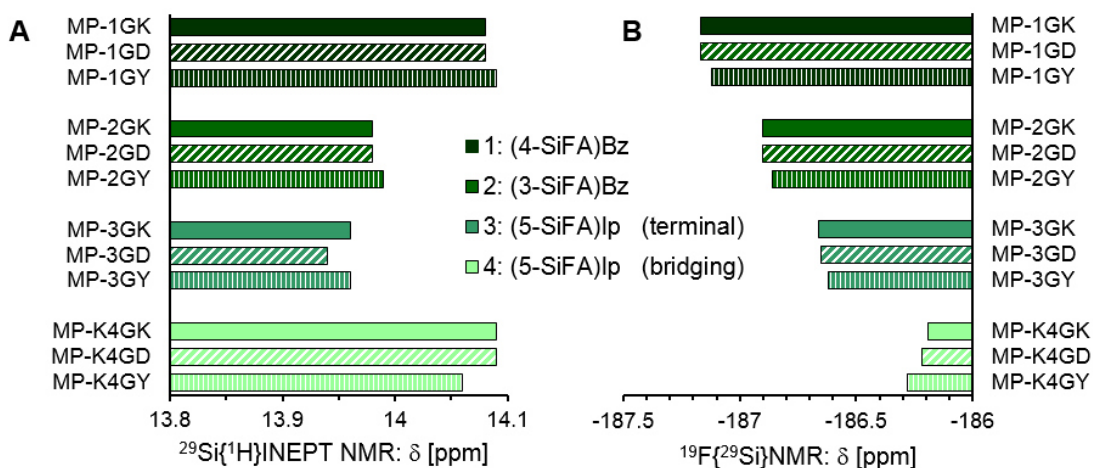 A
MP-1GK
MP-1GD
MP-1GY
MP-2GK
MP-2GD
MP-2GY
MP-3GK
MP-3GD
MP-3GY
MP-K4GK
MP-K4GD
MP-K4GY
13.8 13.9 14 14.1
²⁹Si{¹H}INEPT NMR: δ [ppm]
1: (4-SiFA)Bz
2: (3-SiFA)Bz
3: (5-SiFA)Ip (terminal)
4: (5-SiFA)Ip (bridging)
B
MP-1GK
MP-1GD
MP-1GY
MP-2GK
MP-2GD
MP-2GY
MP-3GK
MP-3GD
MP-3GY
MP-K4GK
MP-K4GD
MP-K4GY
-187.5 -187 -186.5 -186
¹⁹F{²⁹Si}NMR: δ [ppm]